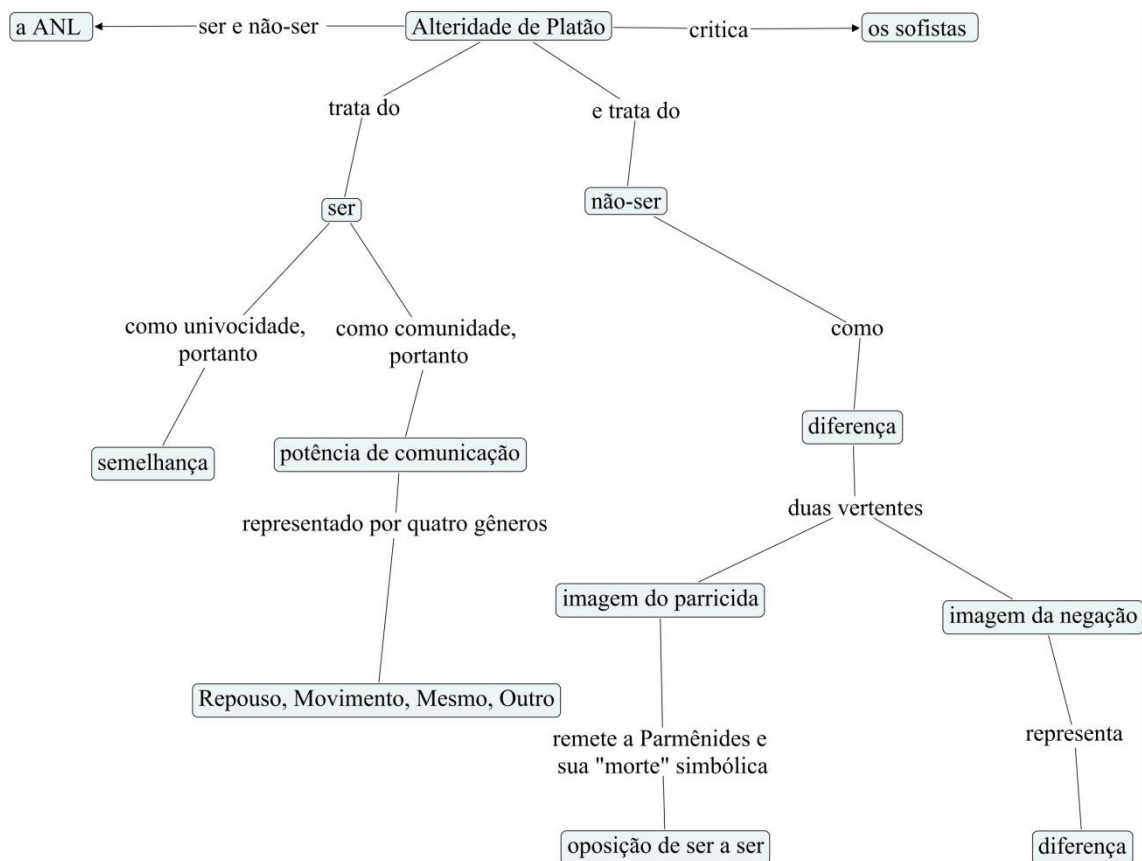 a ANL
ser e não-ser
Alteridade de Platão
critica
os sofistas
trata do
e trata do
ser
não-ser
como univocidade,
portanto
como comunidade,
portanto
como
semelhança
potência de comunicação
diferença
representado por quatro gêneros
duas vertentes
imagem do parricida
imagem da negação
Repouso, Movimento, Mesmo, Outro
remete a Parmênides e
sua "morte" simbólica
representa
oposição de ser a ser
diferença